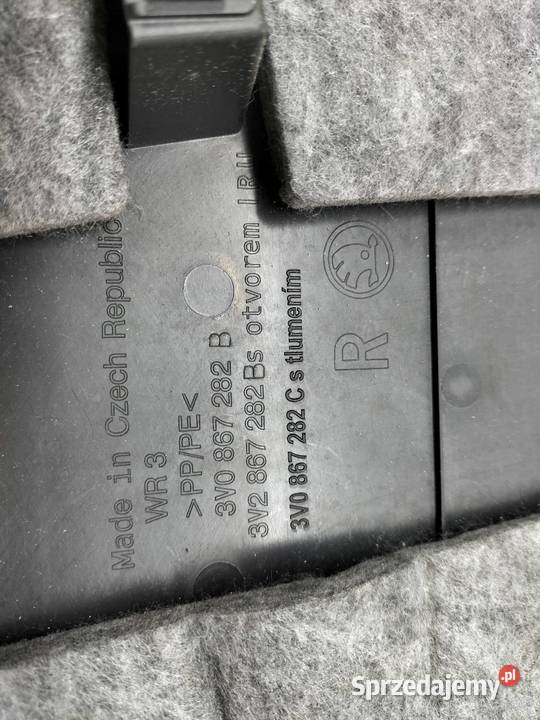 Made in Czech Republic
WR 3
>PP/PE<
3V0 867 282 B
3V2 867 282 B s otvorem IRÜ
3V0 867 282 C s tlumením
R
Sprzedajemy.pl